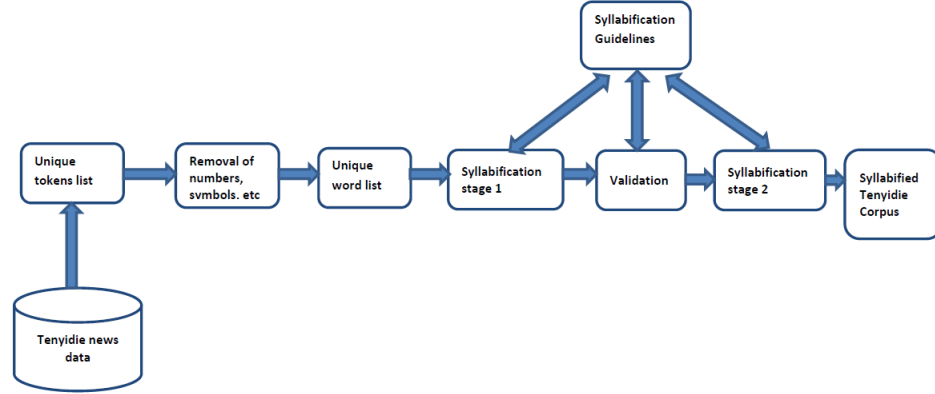 Syllabification
Guidelines
Unique
tokens list
Removal of
numbers,
svmbols. etc
Unique
word list
Syllabification
stage 1
Validation
Syllabification
stage 2
Syllabified
Tenyidie
Corpus
Tenyidie news
data